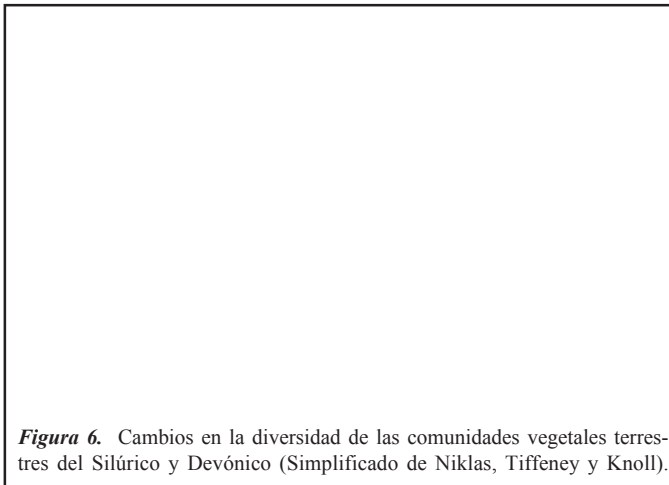 Figura 6. Cambios en la diversidad de las comunidades vegetales terres-
tres del Silúrico y Devónico (Simplificado de Niklas, Tiffeney y Knoll).